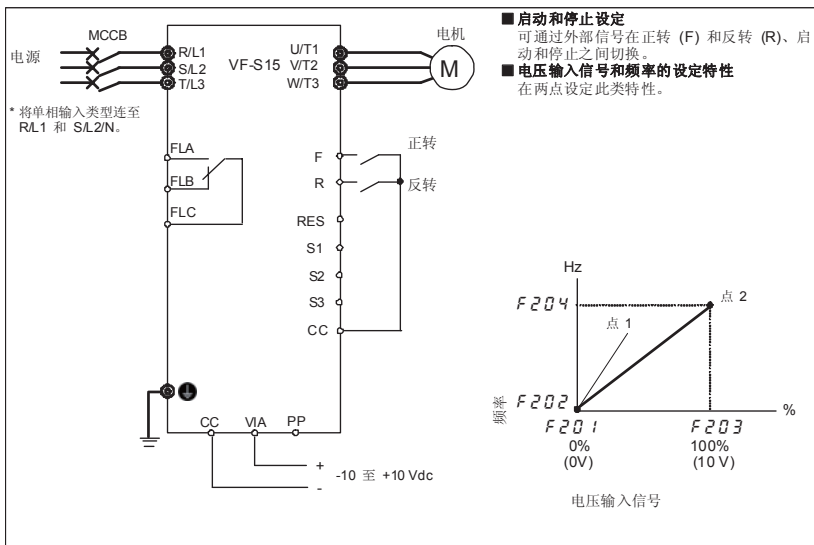 电源
MCCB
R/L1
S/L2
T/L3
VF-S15
U/T1
V/T2
W/T3
电机
M
* 将单相输入类型连至
R/L1 和 S/L2/N。
FLA
FLB
FLC
F
R
RES
S1
S2
S3
CC
正转
反转
CC
VIA
PP
+
-
-10 至 +10 Vdc
■ 启动和停止设定
可通过外部信号在正转 (F) 和反转 (R)、启
动和停止之间切换。
■ 电压输入信号和频率的设定特性
在两点设定此类特性。
Hz
F204
点 2
点 1
频率
F202
%
F201
F203
0%
100%
(0V)
(10 V)
电压输入信号